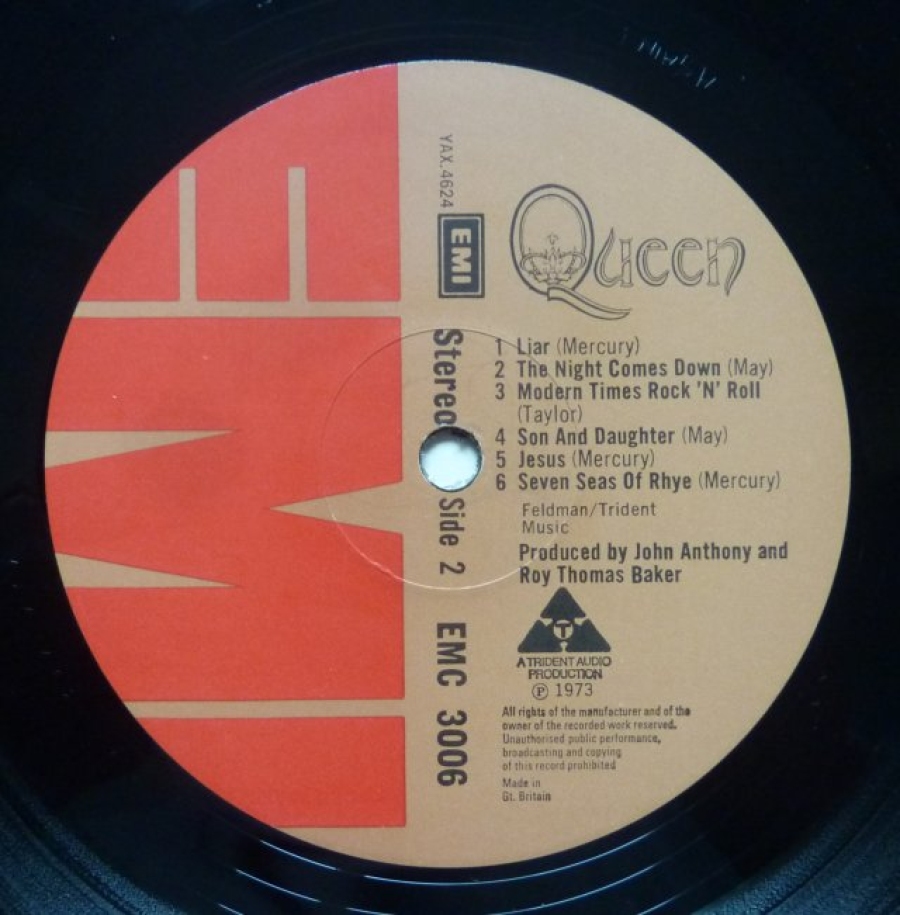 EMI
YAX.4624
EMI
Stereo
Side 2
EMC 3006
Queen
1 Liar (Mercury)
2 The Night Comes Down (May)
3 Modern Times Rock 'N' Roll
(Taylor)
4 Son And Daughter (May)
5 Jesus (Mercury)
6 Seven Seas Of Rhye (Mercury)
Feldman/Trident
Music
Produced by John Anthony and
Roy Thomas Baker
T
A TRIDENT AUDIO
PRODUCTION
℗ 1973
All rights of the manufacturer and of the
owner of the recorded work reserved.
Unauthorised public performance,
broadcasting and copying
of this record prohibited
Made in
Gt. Britain